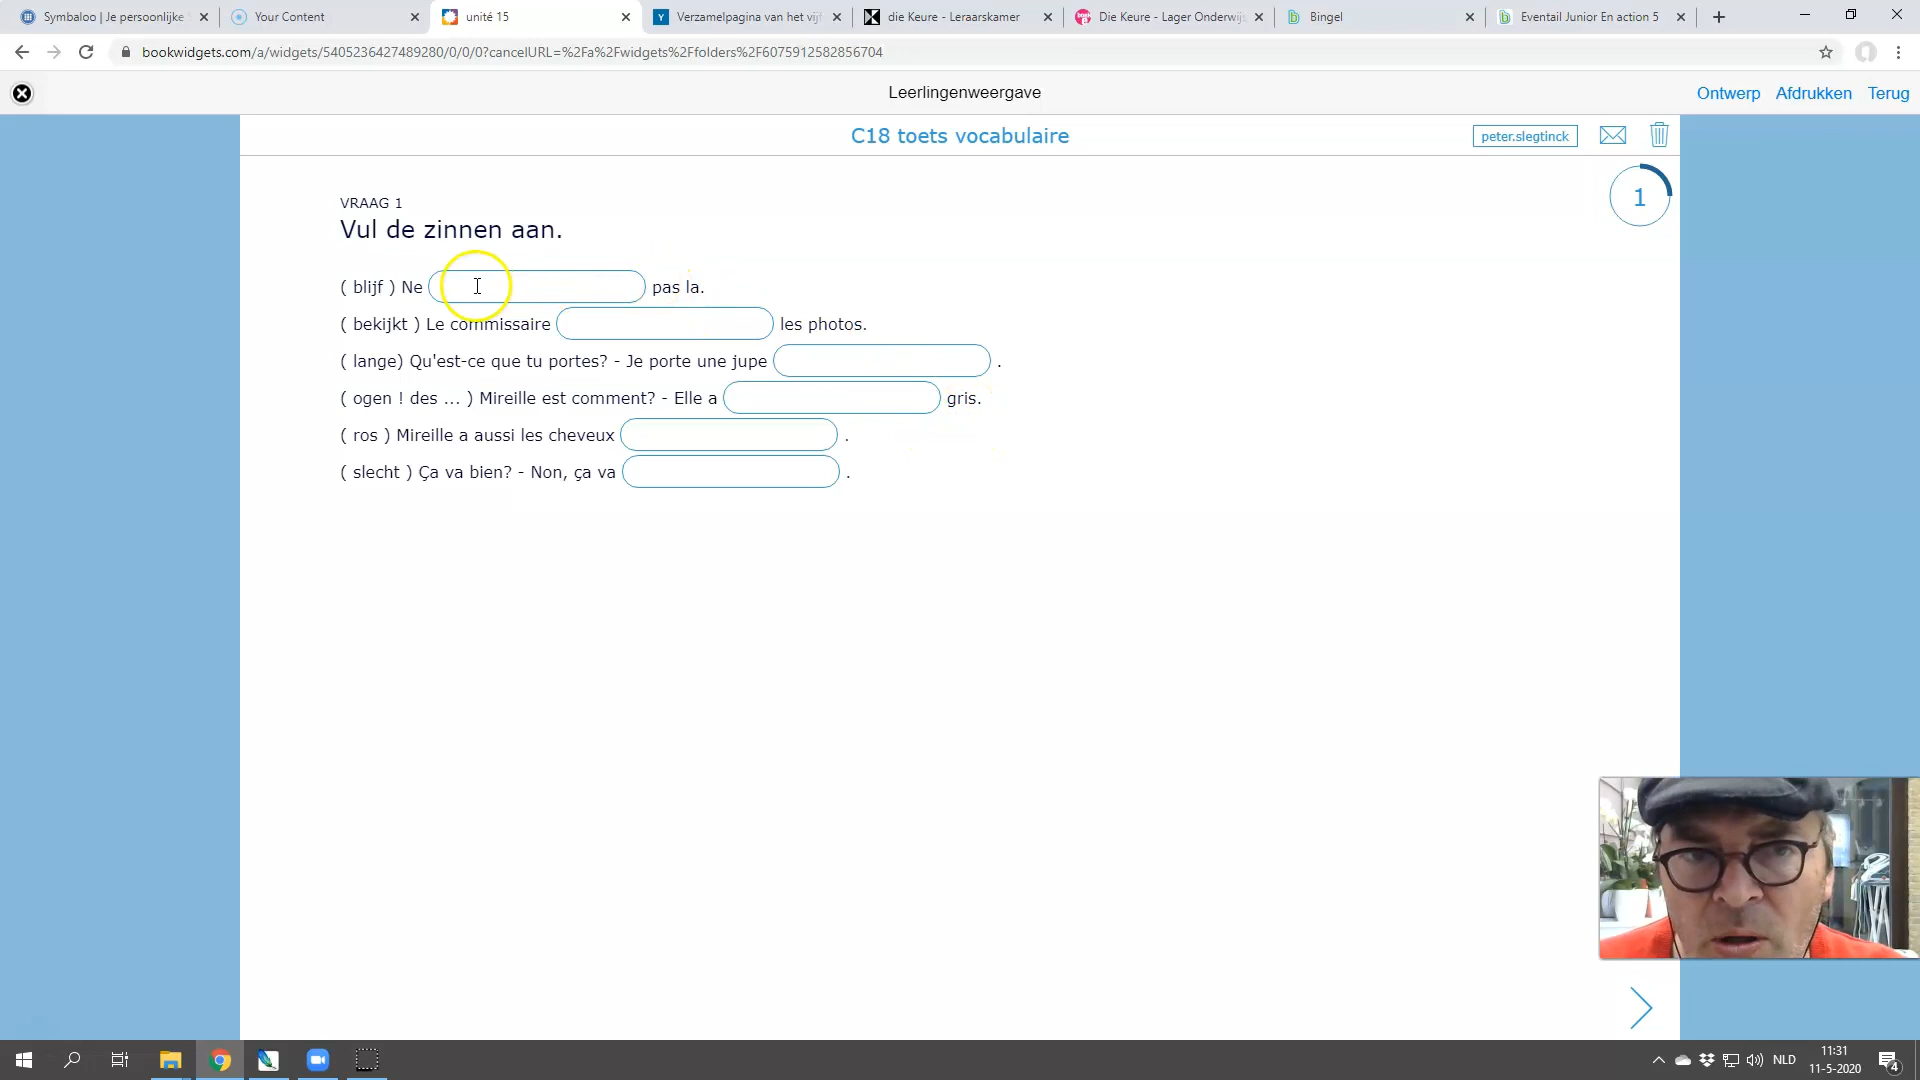 Symbaloo | Je persoonlijke
Your Content
unité 15
Verzamelpagina van het vijf
die Keure - Leraarskamer
Die Keure - Lager Onderwijs
Bingel
Eventail Junior En action 5
bookwidgets.com/a/widgets/5405236427489280/0/0/0?cancelURL=%2Fa%2Fwidgets%2Ffolders%2F6075912582856704
Leerlingenweergave
Ontwerp Afdrukken Terug
C18 toets vocabulaire
peter.slegtinck
1
VRAAG 1
Vul de zinnen aan.
( blijf ) Ne pas la.
( bekijkt ) Le commissaire les photos.
( lange) Qu'est-ce que tu portes? - Je porte une jupe .
( ogen ! des ... ) Mireille est comment? - Elle a gris.
( ros ) Mireille a aussi les cheveux .
( slecht ) Ça va bien? - Non, ça va .
NLD
11:31
11-5-2020
4